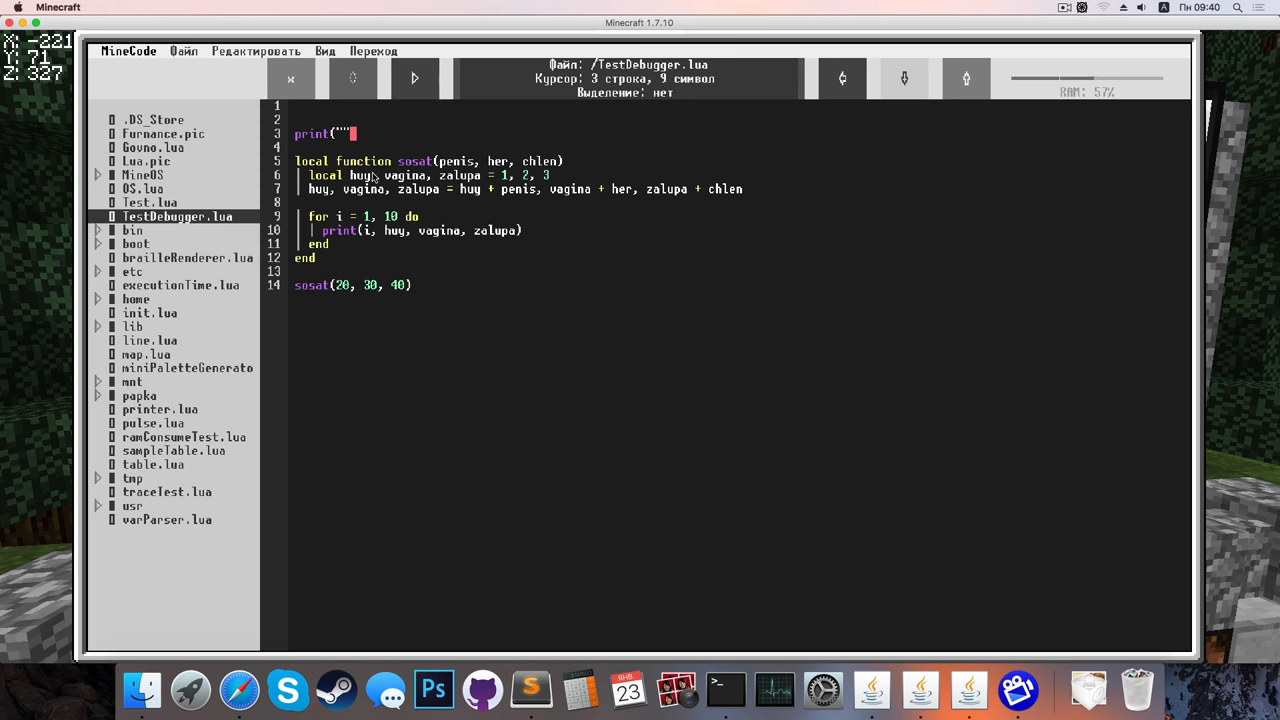 Minecraft
Пн 09:40
Minecraft 1.7.10
X: -221
Y: 71
Z: 327
MineCode Файл Редактировать Вид Переход
Файл: /TestDebugger.lua
Курсор: 3 строка, 9 символ
Выделение: нет
RAM: 57%
.DS_Store
Furnance.pic
Govno.lua
Lua.pic
MineOS
OS.lua
Test.lua
TestDebugger.lua
bin
boot
brailleRenderer.lua
etc
executionTime.lua
home
init.lua
lib
line.lua
map.lua
miniPaletteGenerato
mnt
papka
printer.lua
pulse.lua
ramConsumeTest.lua
sampleTable.lua
table.lua
tmp
traceTest.lua
usr
varParser.lua
1
2
3 print(""
4
5 local function sosat(penis, her, chlen)
6 local huy, vagina, zalupa = 1, 2, 3
7 huy, vagina, zalupa = huy + penis, vagina + her, zalupa + chlen
8
9 for i = 1, 10 do
10 print(i, huy, vagina, zalupa)
11 end
12 end
13
14 sosat(20, 30, 40)
Ps
S
ЯНВ.
23
>_